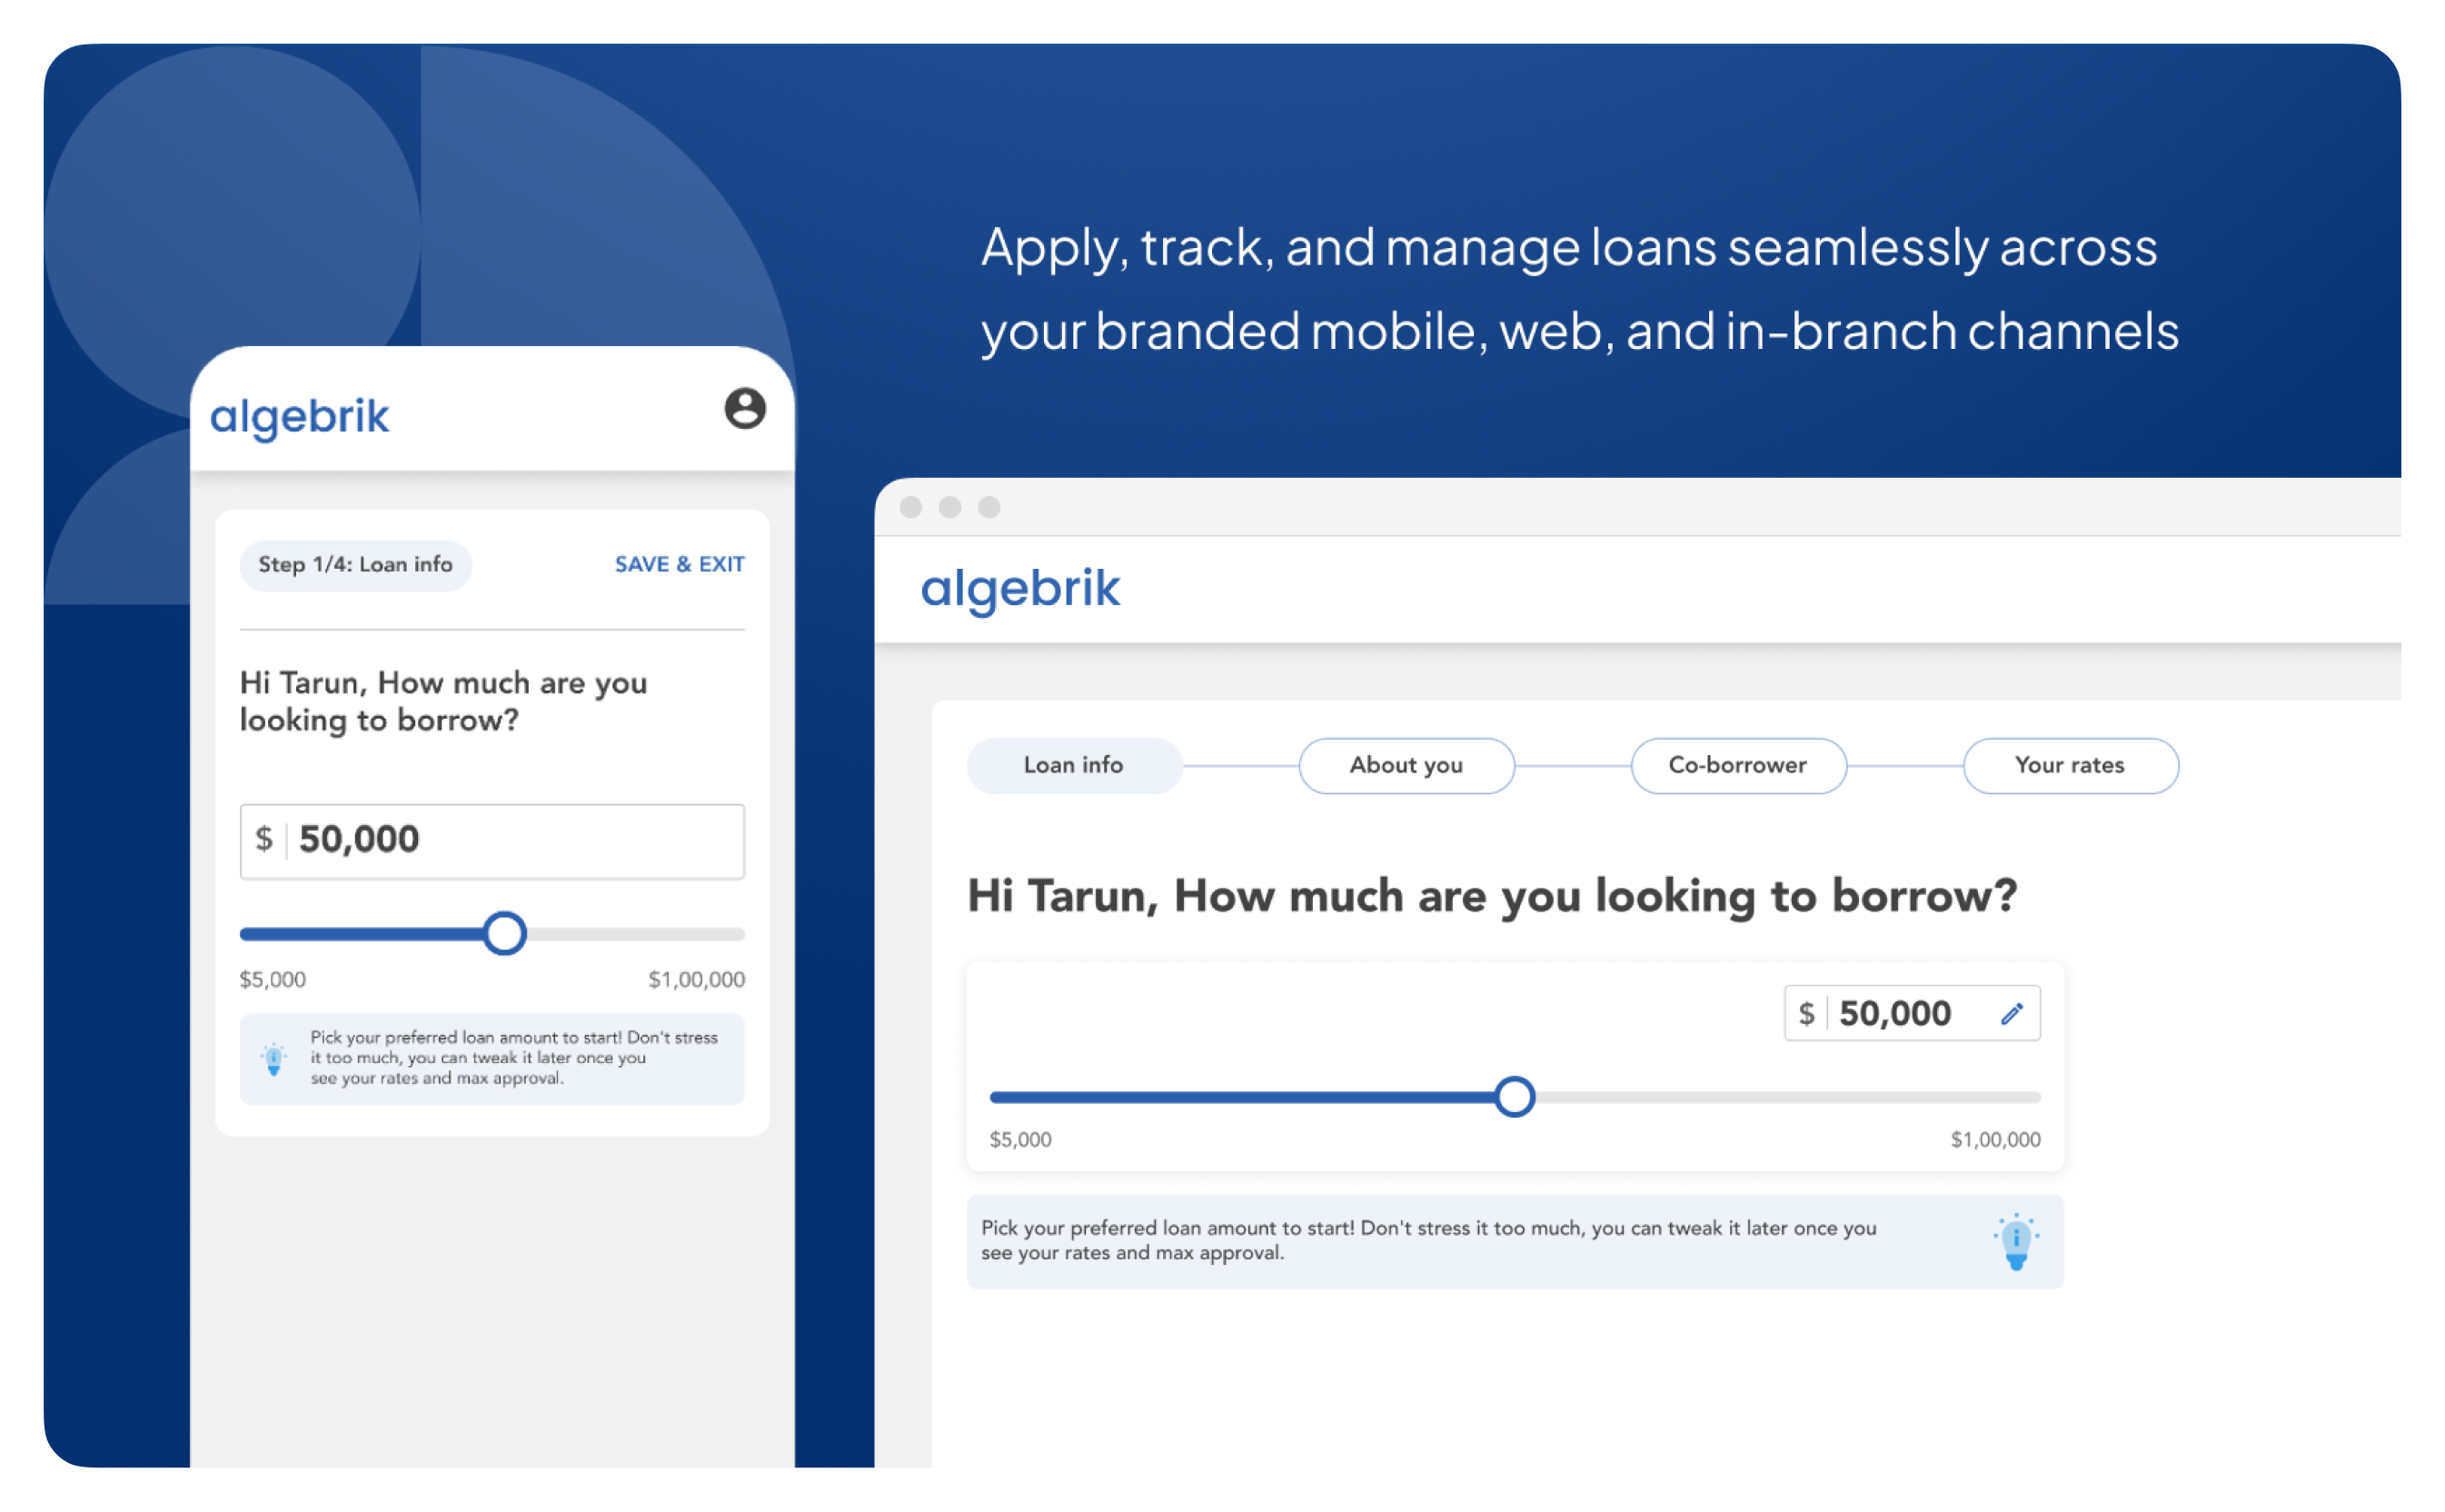 Apply, track, and manage loans seamlessly across
your branded mobile, web, and in-branch channels
algebrik
Step 1/4: Loan info
SAVE & EXIT
Hi Tarun, How much are you
looking to borrow?
$ 50,000
$5,000
$1,00,000
Pick your preferred loan amount to start! Don't stress
it too much, you can tweak it later once you
see your rates and max approval.
algebrik
Loan info
About you
Co-borrower
Your rates
Hi Tarun, How much are you looking to borrow?
$ 50,000
$5,000
$1,00,000
Pick your preferred loan amount to start! Don't stress it too much, you can tweak it later once you
see your rates and max approval.